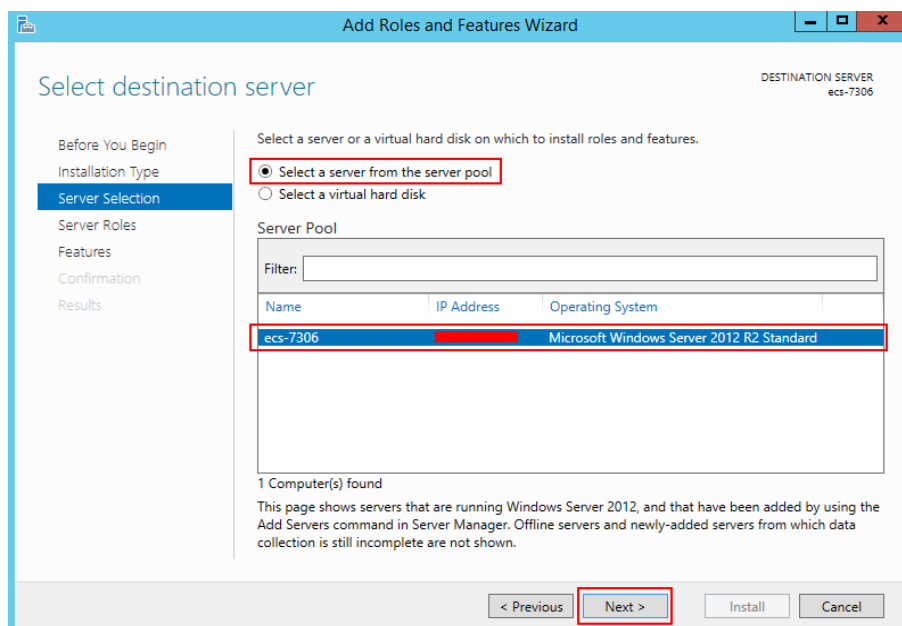 Add Roles and Features Wizard
Select destination server
DESTINATION SERVER
ecs-7306
Before You Begin
Installation Type
Server Selection
Server Roles
Features
Confirmation
Results
Select a server or a virtual hard disk on which to install roles and features.
Select a server from the server pool
Select a virtual hard disk
Server Pool
Filter:
Name IP Address Operating System
ecs-7306 Microsoft Windows Server 2012 R2 Standard
1 Computer(s) found
This page shows servers that are running Windows Server 2012, and that have been added by using the
Add Servers command in Server Manager. Offline servers and newly-added servers from which data
collection is still incomplete are not shown.
< Previous Next > Install Cancel